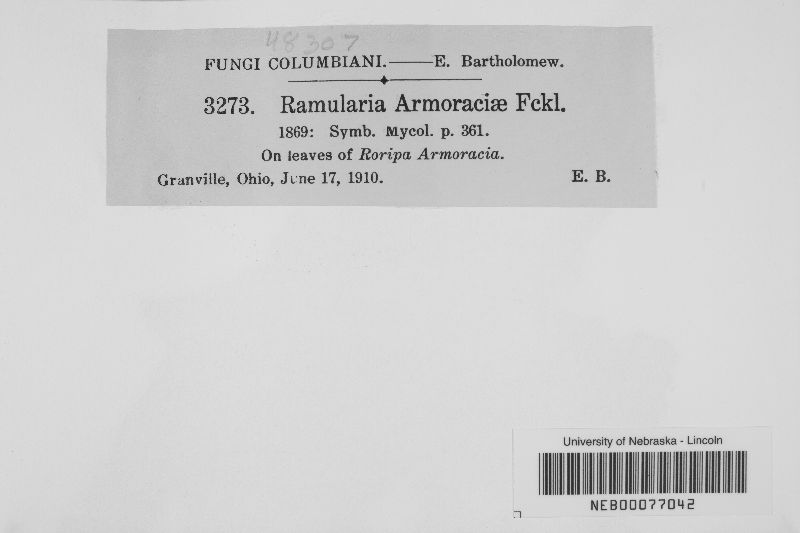 48307
FUNGI COLUMBIANI.——E. Bartholomew.
3273. Ramularia Armoraciæ Fckl.
1869: Symb. Mycol. p. 361.
On leaves of Roripa Armoracia.
Granville, Ohio, June 17, 1910. E. B.
University of Nebraska - Lincoln
NEB00077042